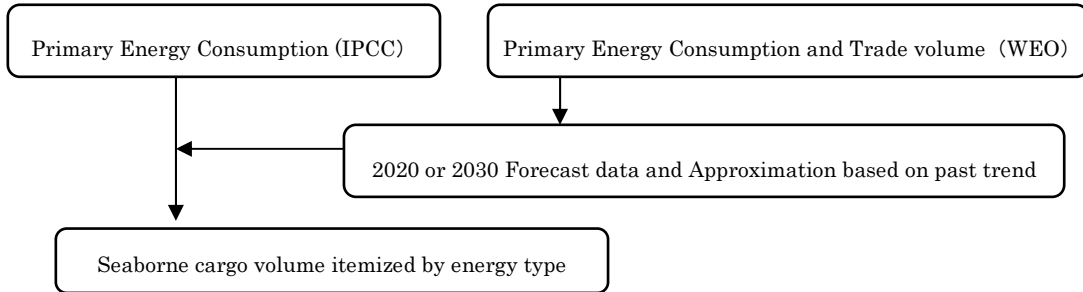 Primary Energy Consumption (IPCC）
Primary Energy Consumption and Trade volume（WEO）
2020 or 2030 Forecast data and Approximation based on past trend
Seaborne cargo volume itemized by energy type